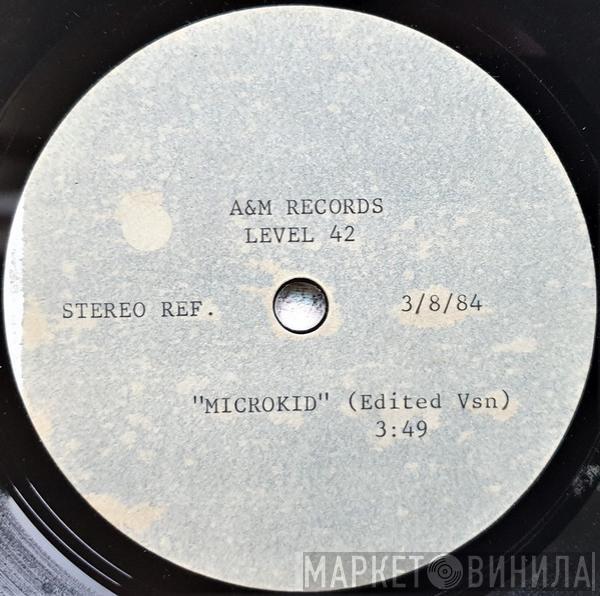 A&M RECORDS
LEVEL 42
STEREO REF. 3/8/84
"MICROKID" (Edited Vsn)
3:49
МАРКЕТ ВИНИЛА